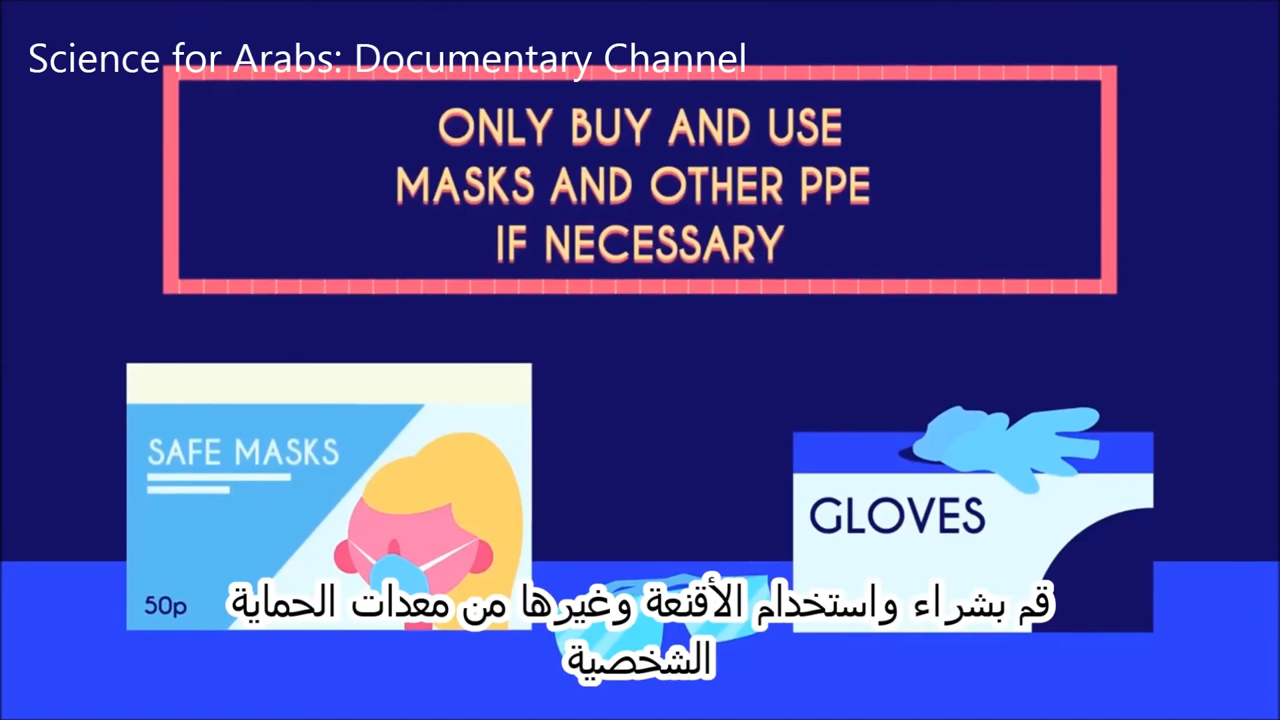 Science for Arabs: Documentary Channel
ONLY BUY AND USE
MASKS AND OTHER PPE
IF NECESSARY
SAFE MASKS
50p
GLOVES
قم بشراء واستخدام الأقنعة وغيرها من معدات الحماية
الشخصية